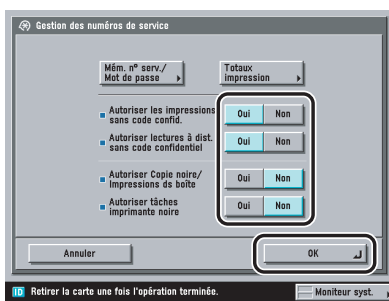 Gestion des numéros de service
Mém. nº serv./
Mot de passe
Totaux
impression
Autoriser les impressions
sans code confid.
Oui Non
Autoriser lectures à dist.
sans code confidentiel
Oui Non
Autoriser Copie noire/
Impressions ds boîte
Oui Non
Autoriser tâches
imprimante noire
Oui Non
Annuler
OK
ID Retirer la carte une fois l'opération terminée.
Moniteur syst.